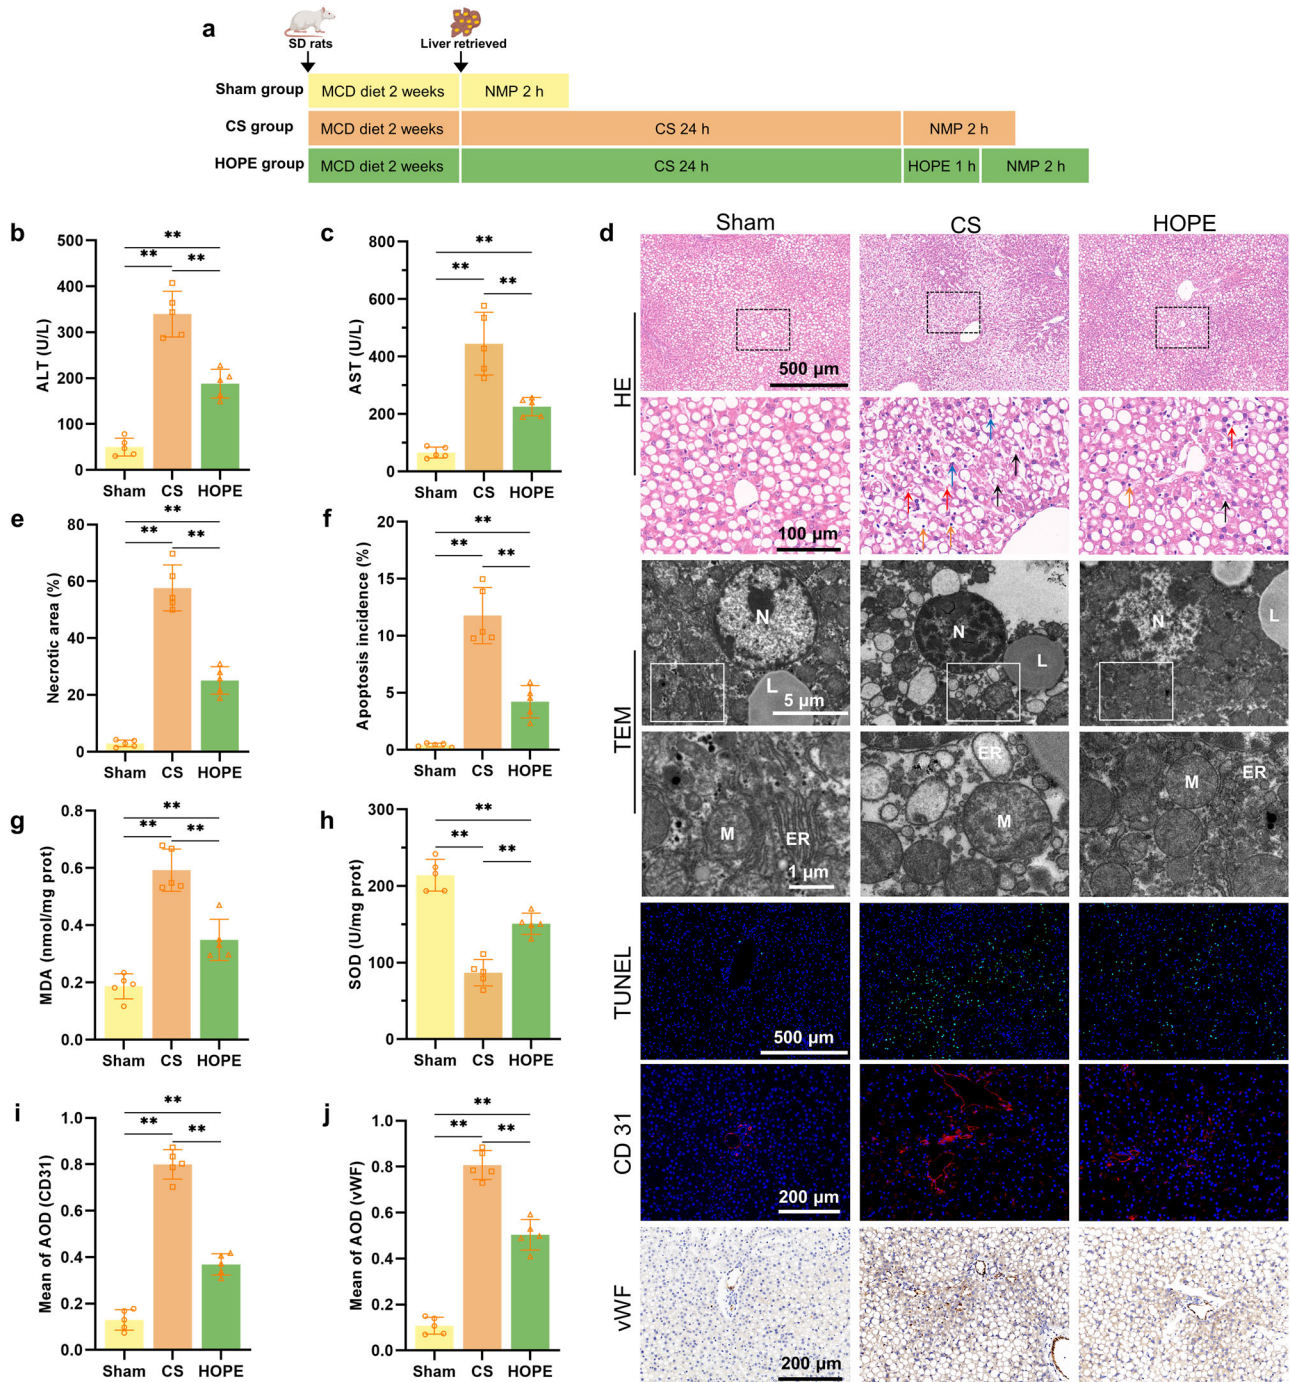 a
SD rats
Liver retrieved
Sham group
MCD diet 2 weeks
NMP 2 h
CS group
MCD diet 2 weeks
CS 24 h
NMP 2 h
HOPE group
MCD diet 2 weeks
CS 24 h
HOPE 1 h
NMP 2 h
b
ALT (U/L)
500
400
300
200
100
0
**
**
**
Sham
CS
HOPE
c
AST (U/L)
800
600
400
200
0
**
**
**
Sham
CS
HOPE
d
Sham
CS
HOPE
HE
500 µm
100 µm
TEM
N
L
5 µm
N
L
N
L
M
ER
1 µm
ER
M
M
ER
TUNEL
500 µm
CD 31
200 µm
vWF
200 µm
e
Necrotic area (%)
80
60
40
20
0
**
**
**
Sham
CS
HOPE
f
Apoptosis incidence (%)
20
15
10
5
0
**
**
**
Sham
CS
HOPE
g
MDA (nmol/mg prot)
0.8
0.6
0.4
0.2
0.0
**
**
**
Sham
CS
HOPE
h
SOD (U/mg prot)
300
200
100
0
**
**
**
Sham
CS
HOPE
i
Mean of AOD (CD31)
1.0
0.8
0.6
0.4
0.2
0.0
**
**
**
Sham
CS
HOPE
j
Mean of AOD (vWF)
1.0
0.8
0.6
0.4
0.2
0.0
**
**
**
Sham
CS
HOPE